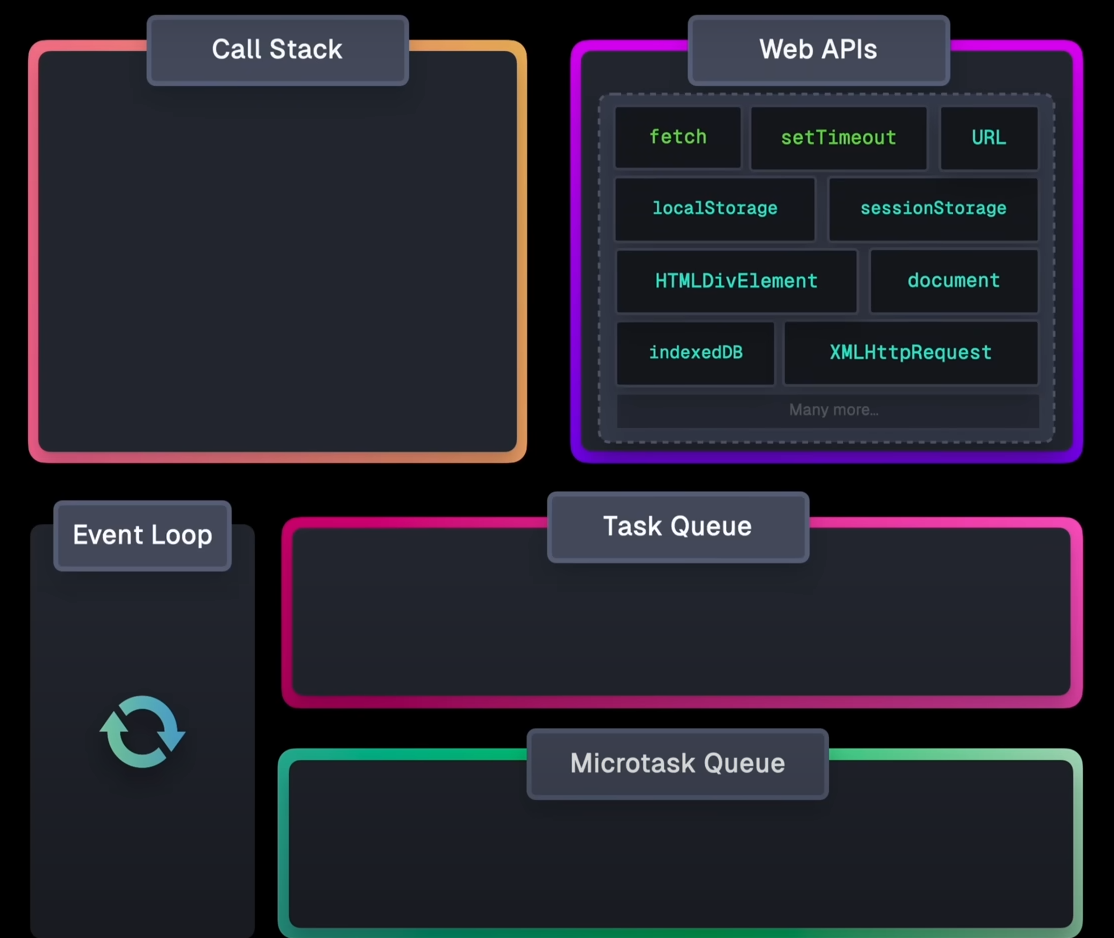 Call Stack
Web APIs
fetch
setTimeout
URL
localStorage
sessionStorage
HTMLDivElement
document
indexedDB
XMLHttpRequest
Many more...
Event Loop
Task Queue
Microtask Queue